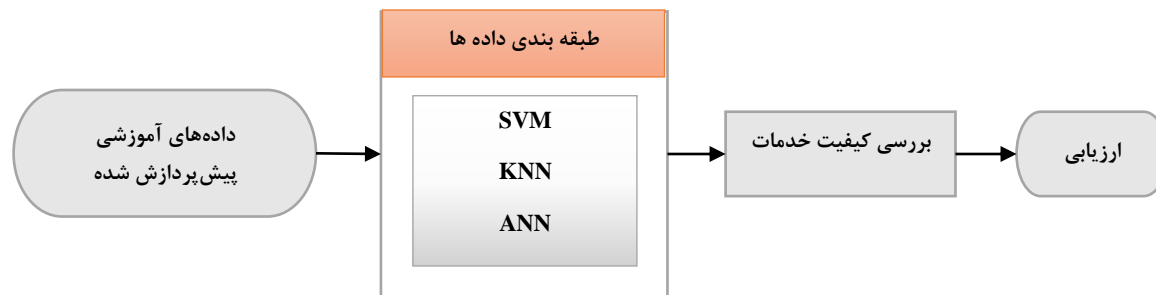 طبقه بندی داده ها
داده‌های آموزشی
پیش‌پردازش شده
SVM
KNN
ANN
بررسی کیفیت خدمات
ارزیابی